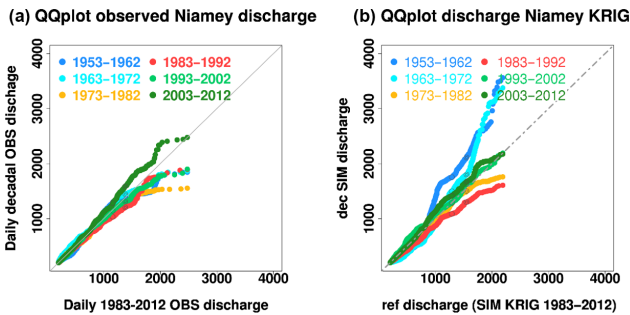 (a) QQplot observed Niamey discharge
4000
3000
2000
1000
Daily decadal OBS dischage
1953–1962
1963–1972
1973–1982
1983–1992
1993–2002
2003–2012
1000 2000 3000 4000
Daily 1983-2012 OBS discharge
(b) QQplot discharge Niamey KRIG
4000
3000
2000
1000
dec SIM discharge
1953–1962
1963–1972
1973–1982
1983–1992
1993–2002
2003–2012
1000 2000 3000 4000
ref discharge (SIM KRIG 1983–2012)